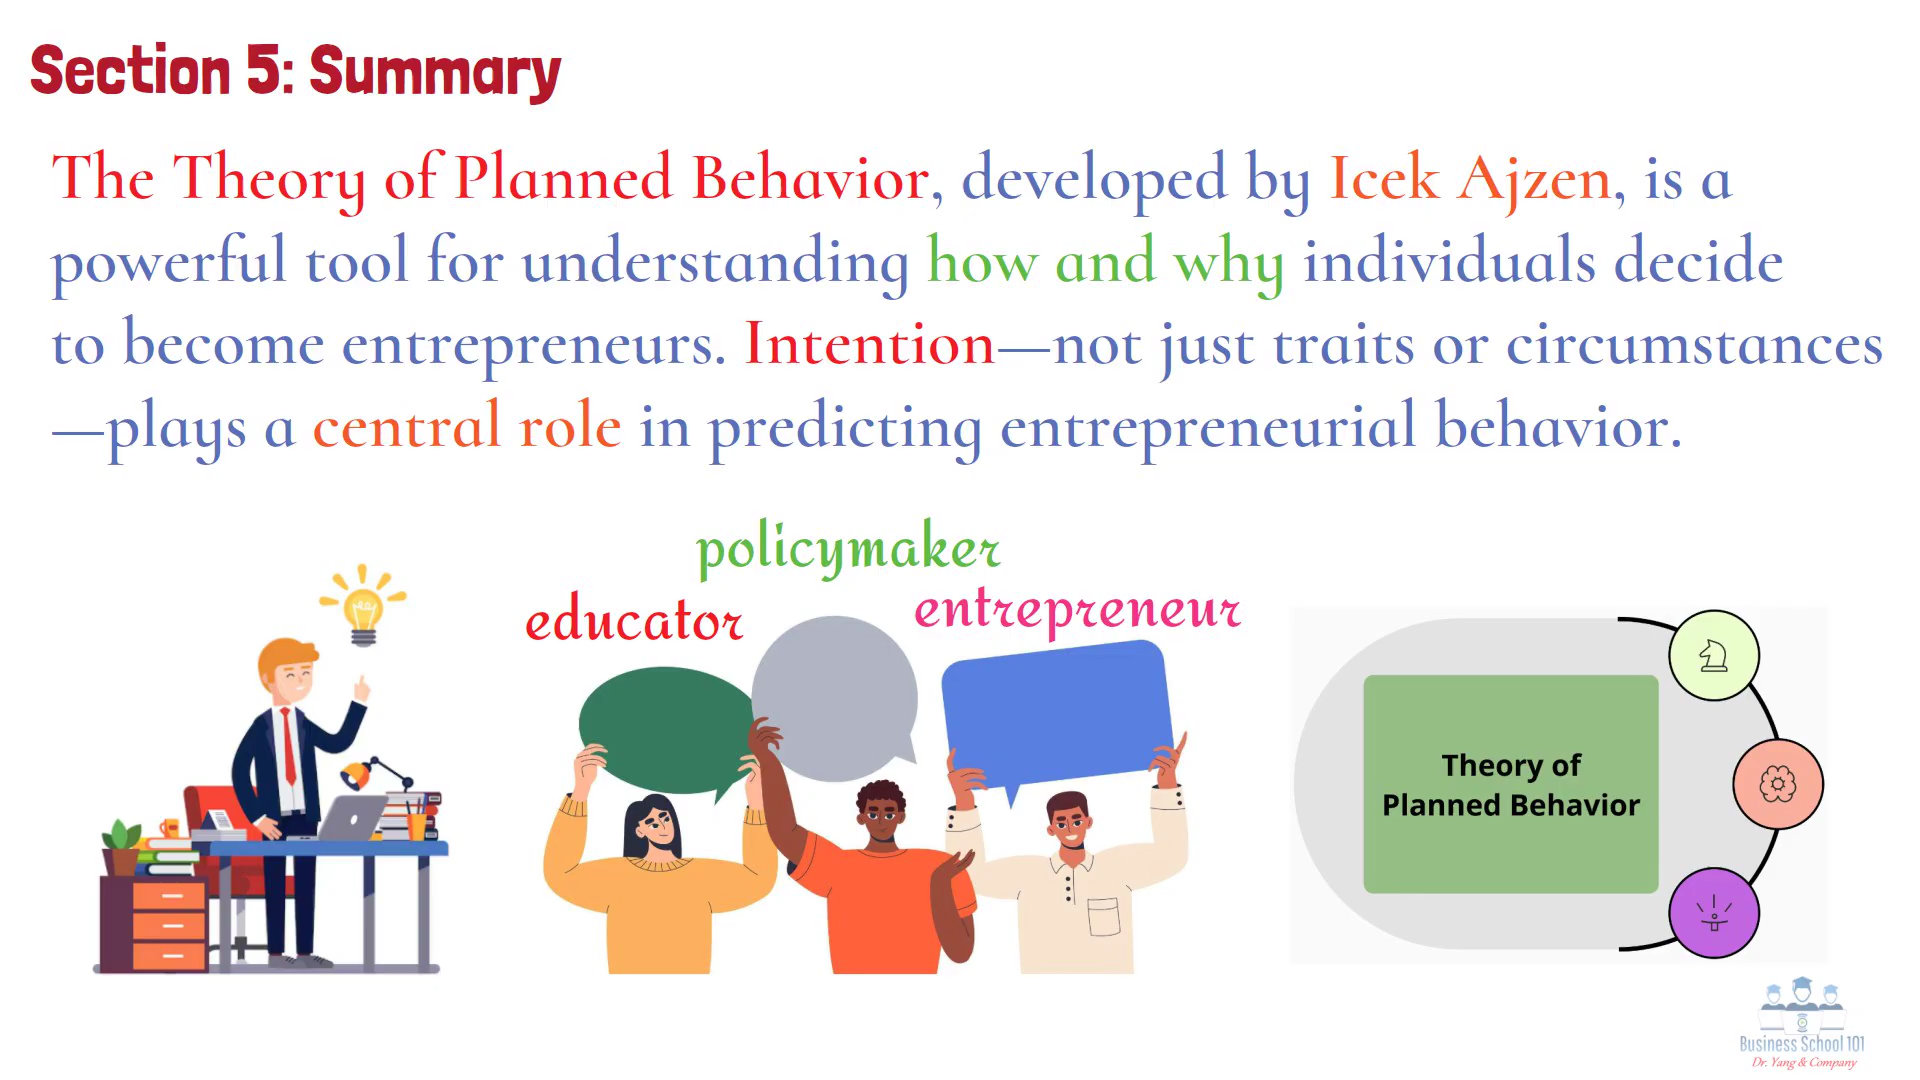 Section 5: Summary
The Theory of Planned Behavior, developed by Icek Ajzen, is a
powerful tool for understanding how and why individuals decide
to become entrepreneurs. Intention—not just traits or circumstances
—plays a central role in predicting entrepreneurial behavior.
policymaker
educator
entrepreneur
Theory of
Planned Behavior
Business School 101
Dr. Yang & Company